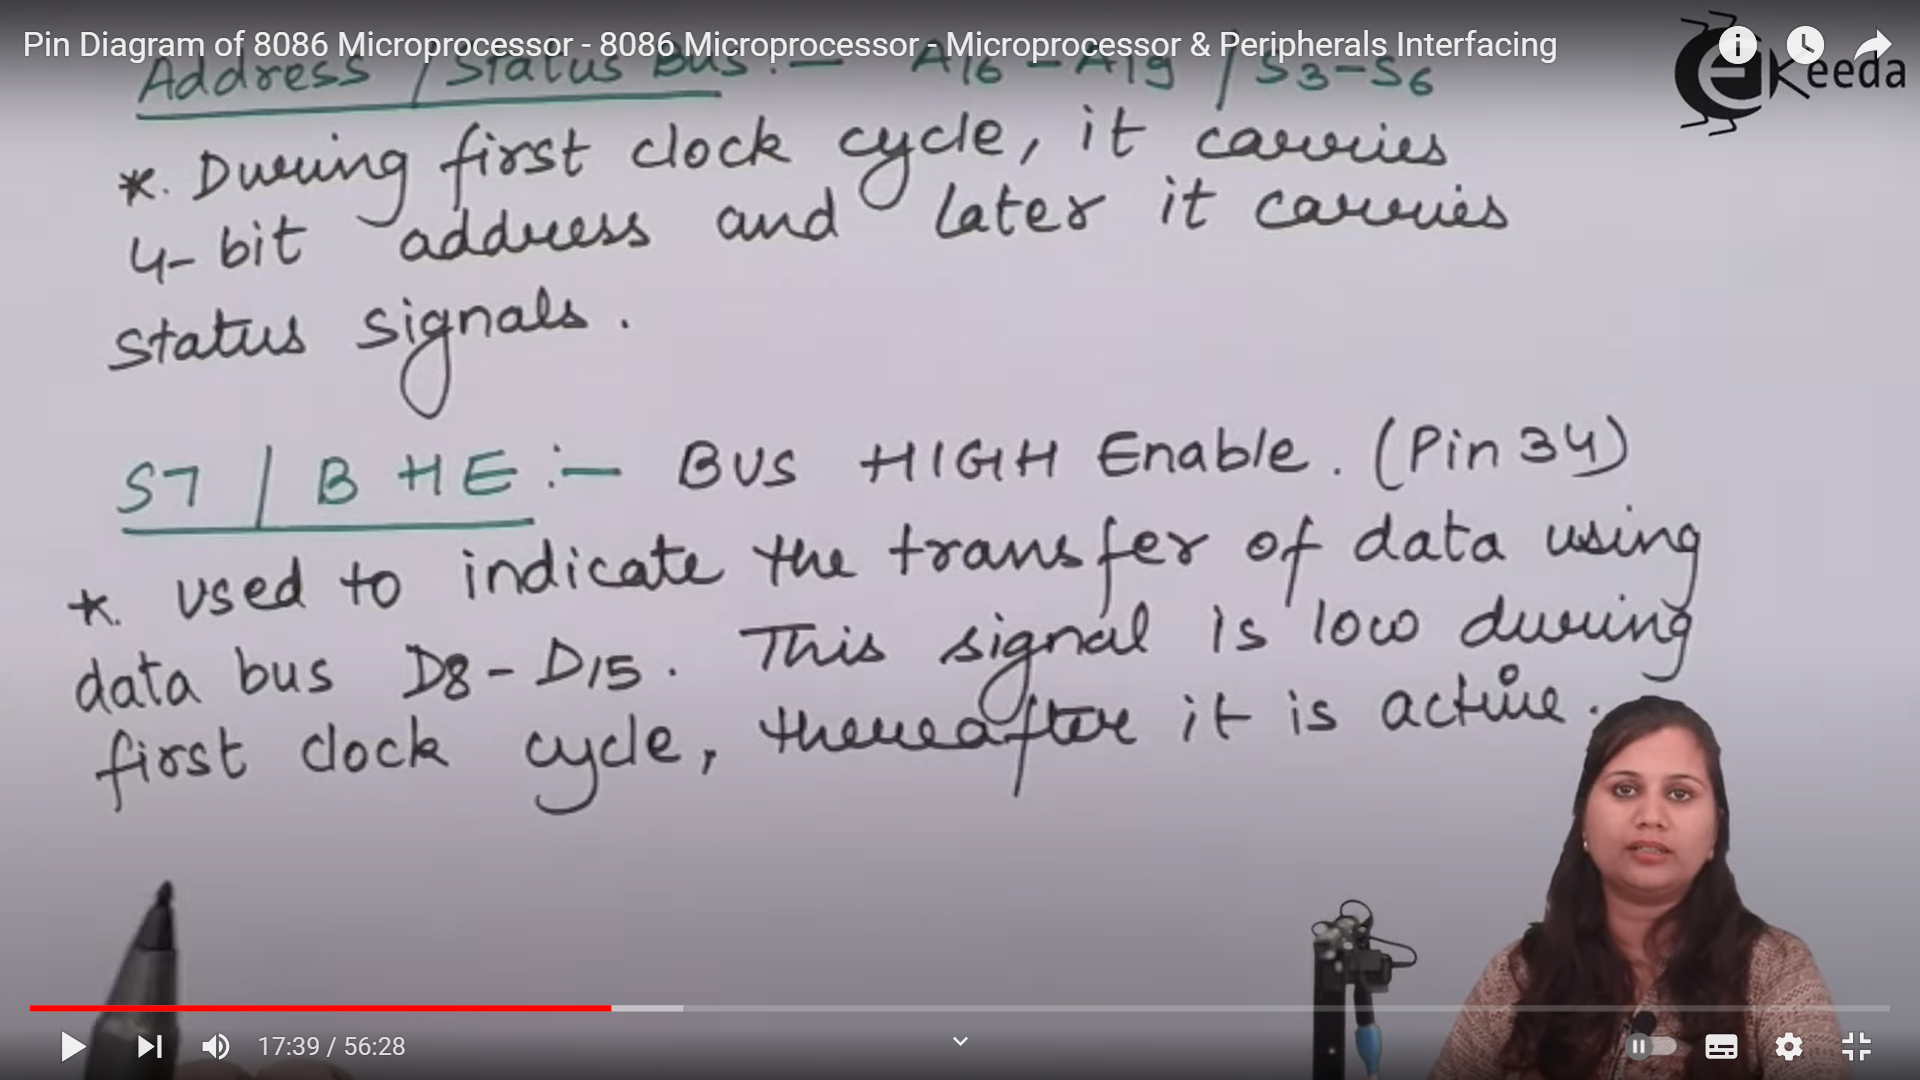 Pin Diagram of 8086 Microprocessor - 8086 Microprocessor - Microprocessor & Peripherals Interfacing
Address / Status Bus :- A16 - A19 / S3-S6
eKeeda
*. During first clock cycle, it carries
4-bit address and later it carries
status signals.
S7 / BHE :- BUS HIGH Enable. (Pin 34)
*. used to indicate the transfer of data using
data bus D8-D15. This signal is low during
first clock cycle, thereafter it is active.
17:39 / 56:28